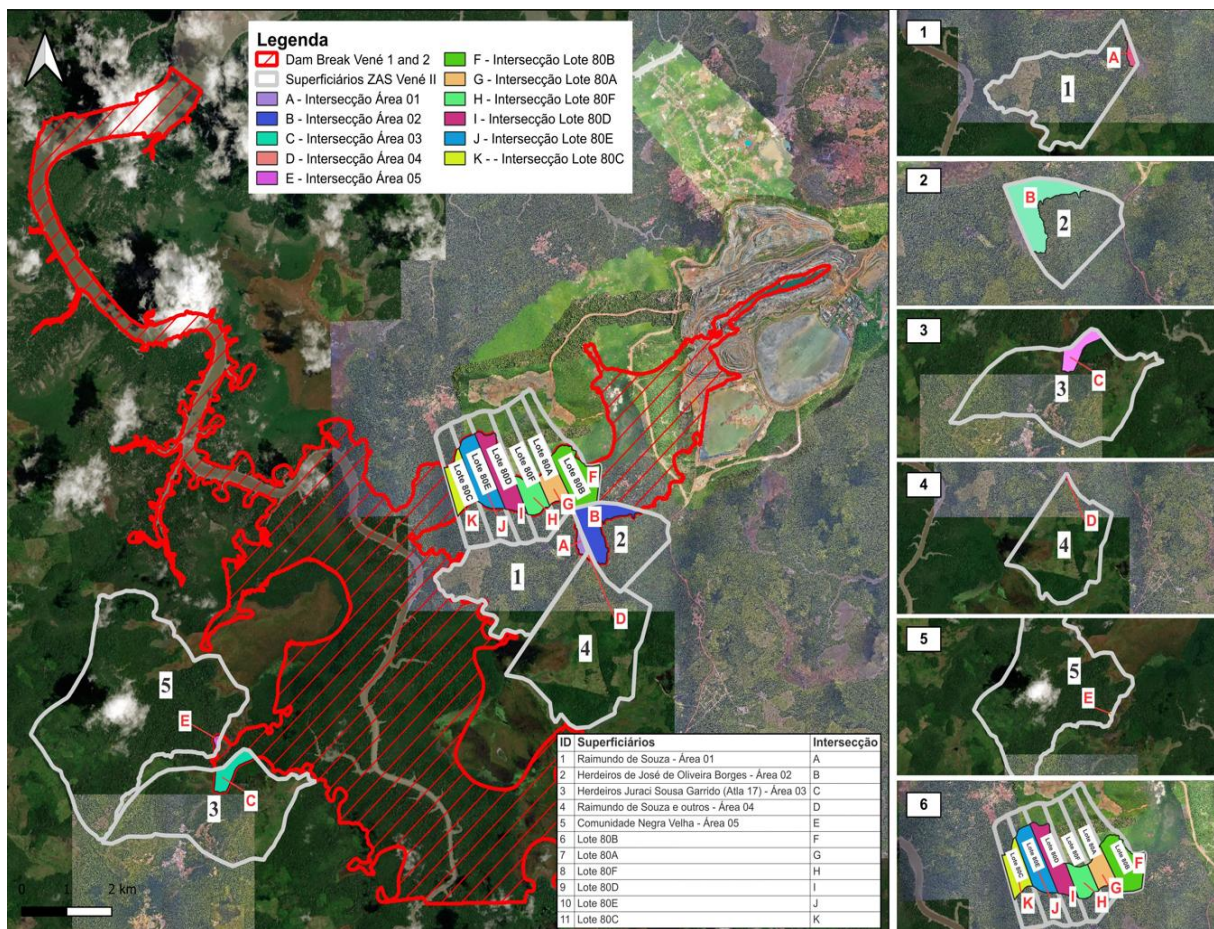 Legenda
Dam Break Vené 1 and 2
Superficiários ZAS Vené II
A - Intersecção Área 01
B - Intersecção Área 02
C - Intersecção Área 03
D - Intersecção Área 04
E - Intersecção Área 05
F - Intersecção Lote 80B
G - Intersecção Lote 80A
H - Intersecção Lote 80F
I - Intersecção Lote 80D
J - Intersecção Lote 80E
K - - Intersecção Lote 80C
Lote 80C
Lote 80E
Lote 80D
Lote 80F
Lote 80A
Lote 80B
F
G
H
I
J
K
B
A
2
1
D
4
5
E
3
C
0 1 2 km
ID Superficiários Intersecção
1 Raimundo de Souza - Área 01 A
2 Herdeiros de José de Oliveira Borges - Área 02 B
3 Herdeiros Juraci Sousa Garrido (Atla 17) - Área 03 C
4 Raimundo de Souza e outros - Área 04 D
5 Comunidade Negra Velha - Área 05 E
6 Lote 80B F
7 Lote 80A G
8 Lote 80F H
9 Lote 80D I
10 Lote 80E J
11 Lote 80C K
1
A
1
2
B
2
3
3
C
4
D
4
5
5
E
6
Lote 80C
Lote 80E
Lote 80D
Lote 80F
Lote 80A
Lote 80B
F
G
H
I
J
K